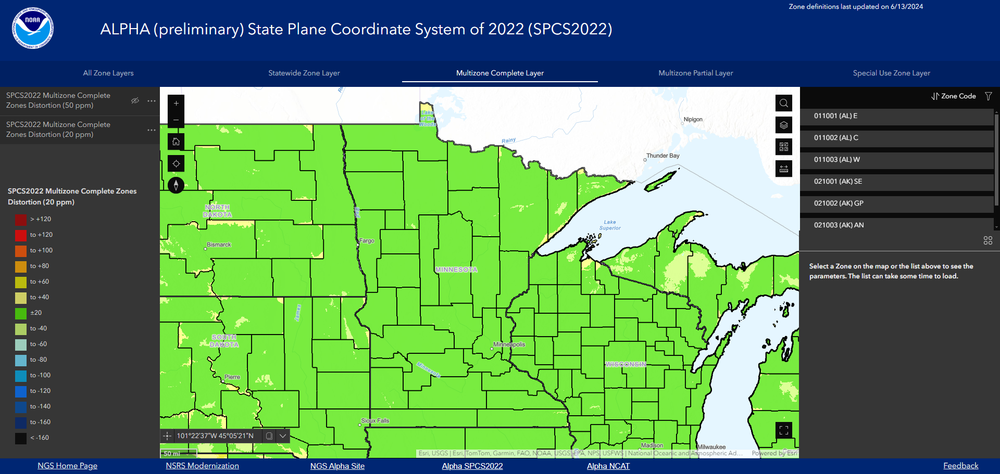 Zone definitions last updated on 6/13/2024
NOAA
ALPHA (preliminary) State Plane Coordinate System of 2022 (SPCS2022)
All Zone Layers
Statewide Zone Layer
Multizone Complete Layer
Multizone Partial Layer
Special Use Zone Layer
SPCS2022 Multizone Complete
Zones Distortion (50 ppm)
SPCS2022 Multizone Complete
Zones Distortion (20 ppm)
SPCS2022 Multizone Complete Zones
Distortion (20 ppm)
> +120
to +120
to +100
to +80
to +60
to +40
±20
to -40
to -60
to -80
to -100
to -120
to -140
to -160
< -160
Lake
of the
Woods
Rainy
Nipigon
Thunder Bay
Lake
Superior
NORTH
DAKOTA
Red
Bismarck
Fargo
MINNESOTA
James
SOUTH
DAKOTA
Minneapolis
Minnesota
WISCONSIN
Pierre
Sioux Falls
Madison
Milwaukee
101°22'37"W 45°05'21"N
50 mi
Esri, USGS | Esri, TomTom, Garmin, FAO, NOAA, USGS, EPA, NPS, USFWS | National Oceanic and Atmospheric Ad...
Powered by Esri
Zone Code
011001 (AL) E
011002 (AL) C
011003 (AL) W
021001 (AK) SE
021002 (AK) GP
021003 (AK) AN
Select a Zone on the map or the list above to see the
parameters. The list can take some time to load.
NGS Home Page
NSRS Modernization
NGS Alpha Site
Alpha SPCS2022
Alpha NCAT
Feedback